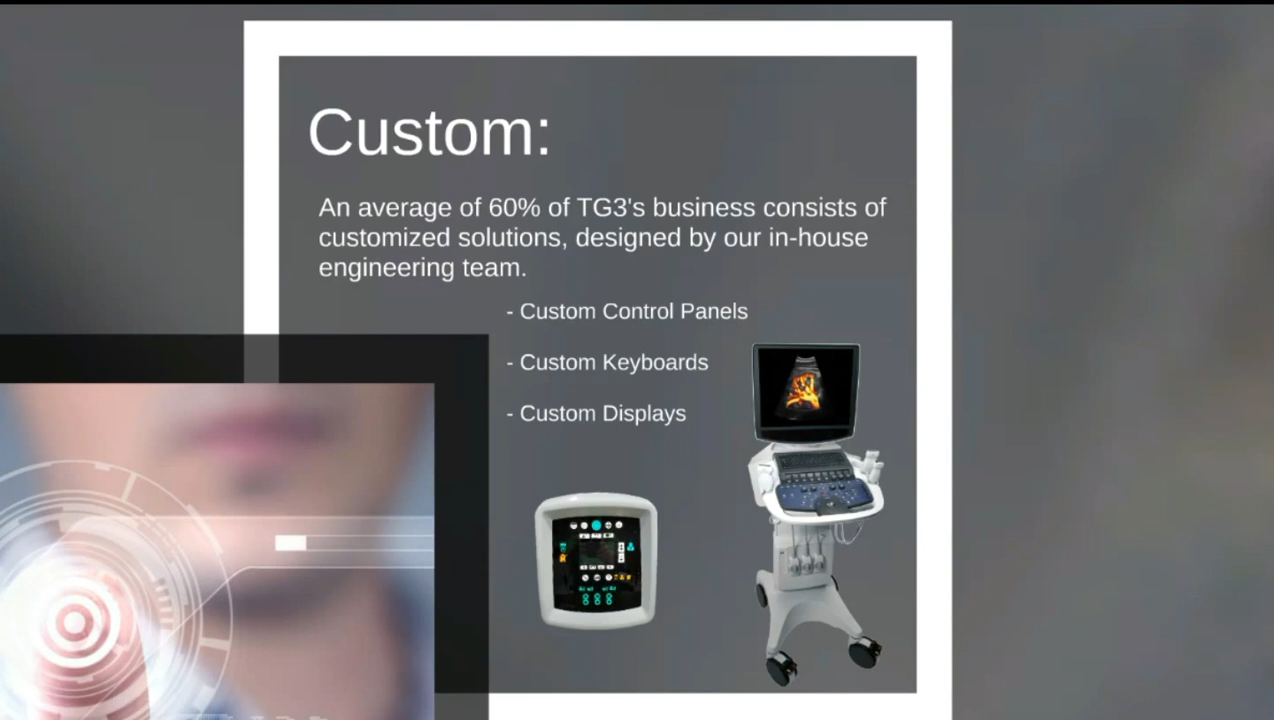 Custom:
An average of 60% of TG3's business consists of
customized solutions, designed by our in-house
engineering team.
- Custom Control Panels
- Custom Keyboards
- Custom Displays